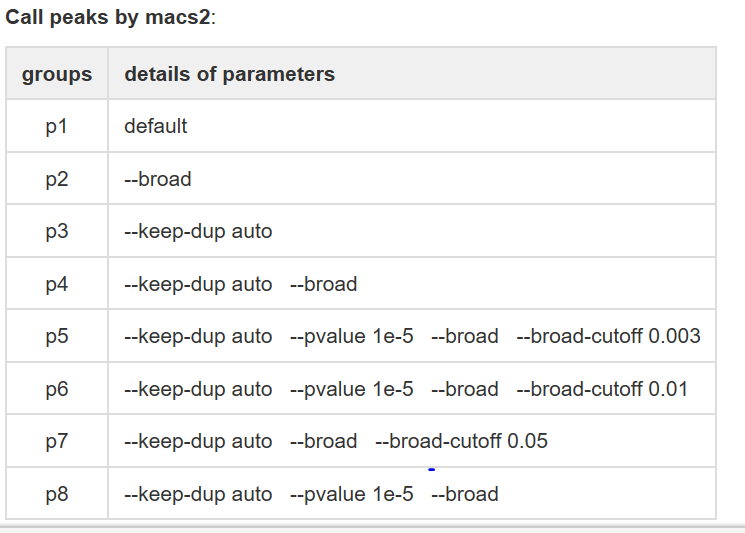 Call peaks by macs2:
groups details of parameters
p1 default
p2 --broad
p3 --keep-dup auto
p4 --keep-dup auto --broad
p5 --keep-dup auto --pvalue 1e-5 --broad --broad-cutoff 0.003
p6 --keep-dup auto --pvalue 1e-5 --broad --broad-cutoff 0.01
p7 --keep-dup auto --broad --broad-cutoff 0.05
p8 --keep-dup auto --pvalue 1e-5 --broad